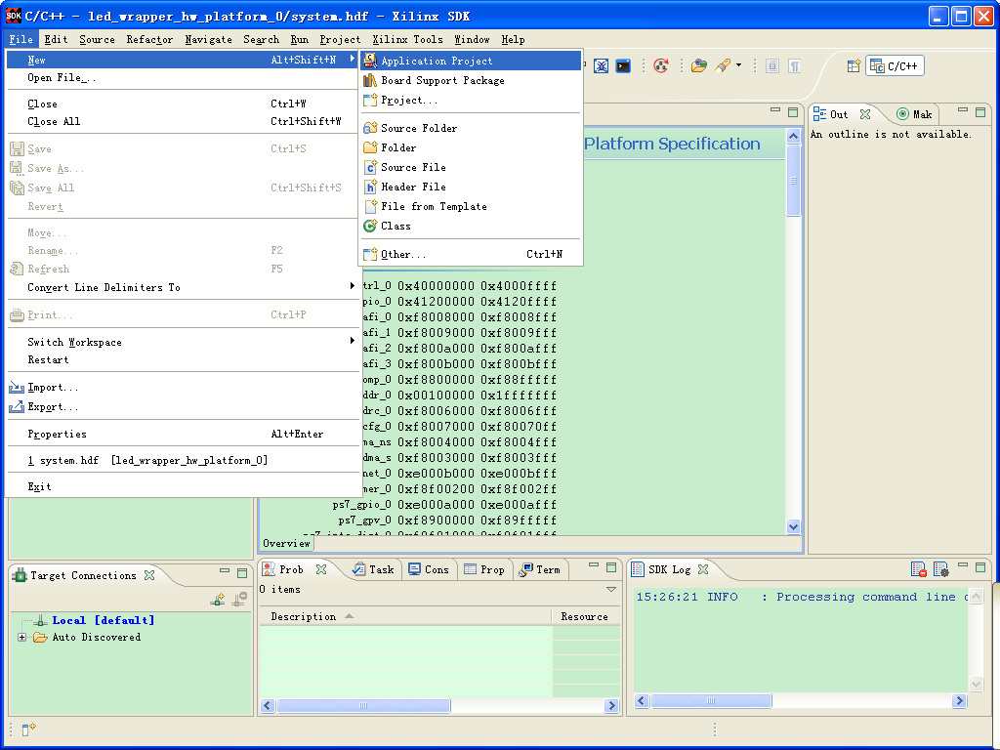 C/C++ - led_wrapper_hw_platform_0/system.hdf - Xilinx SDK
File Edit Source Refactor Navigate Search Run Project Xilinx Tools Window Help
New Alt+Shift+N
Open File...
Close Ctrl+W
Close All Ctrl+Shift+W
Save Ctrl+S
Save As...
Save All Ctrl+Shift+S
Revert
Move...
Rename... F2
Refresh F5
Convert Line Delimiters To
Print... Ctrl+P
Switch Workspace
Restart
Import...
Export...
Properties Alt+Enter
1 system.hdf [led_wrapper_hw_platform_0]
Exit
Application Project
Board Support Package
Project...
Source Folder
Folder
Source File
Header File
File from Template
Class
Other... Ctrl+N
C/C++
Platform Specification
trl_0 0x40000000 0x4000ffff
pio_0 0x41200000 0x4120ffff
afi_0 0xf8008000 0xf8008fff
afi_1 0xf8009000 0xf8009fff
afi_2 0xf800a000 0xf800afff
afi_3 0xf800b000 0xf800bfff
omp_0 0xf8800000 0xf88fffff
ddr_0 0x00100000 0x1fffffff
drc_0 0xf8006000 0xf8006fff
cfg_0 0xf8007000 0xf80070ff
ma_ns 0xf8004000 0xf8004fff
dma_s 0xf8003000 0xf8003fff
net_0 0xe000b000 0xe000bfff
mer_0 0xf8f00200 0xf8f002ff
ps7_gpio_0 0xe000a000 0xe000afff
ps7_gpv_0 0xf8900000 0xf89fffff
Overview
Out Mak
An outline is not available.
Target Connections
Local [default]
Auto Discovered
Prob Task Cons Prop Term
0 items
Description Resource
SDK Log
15:26:21 INFO : Processing command line